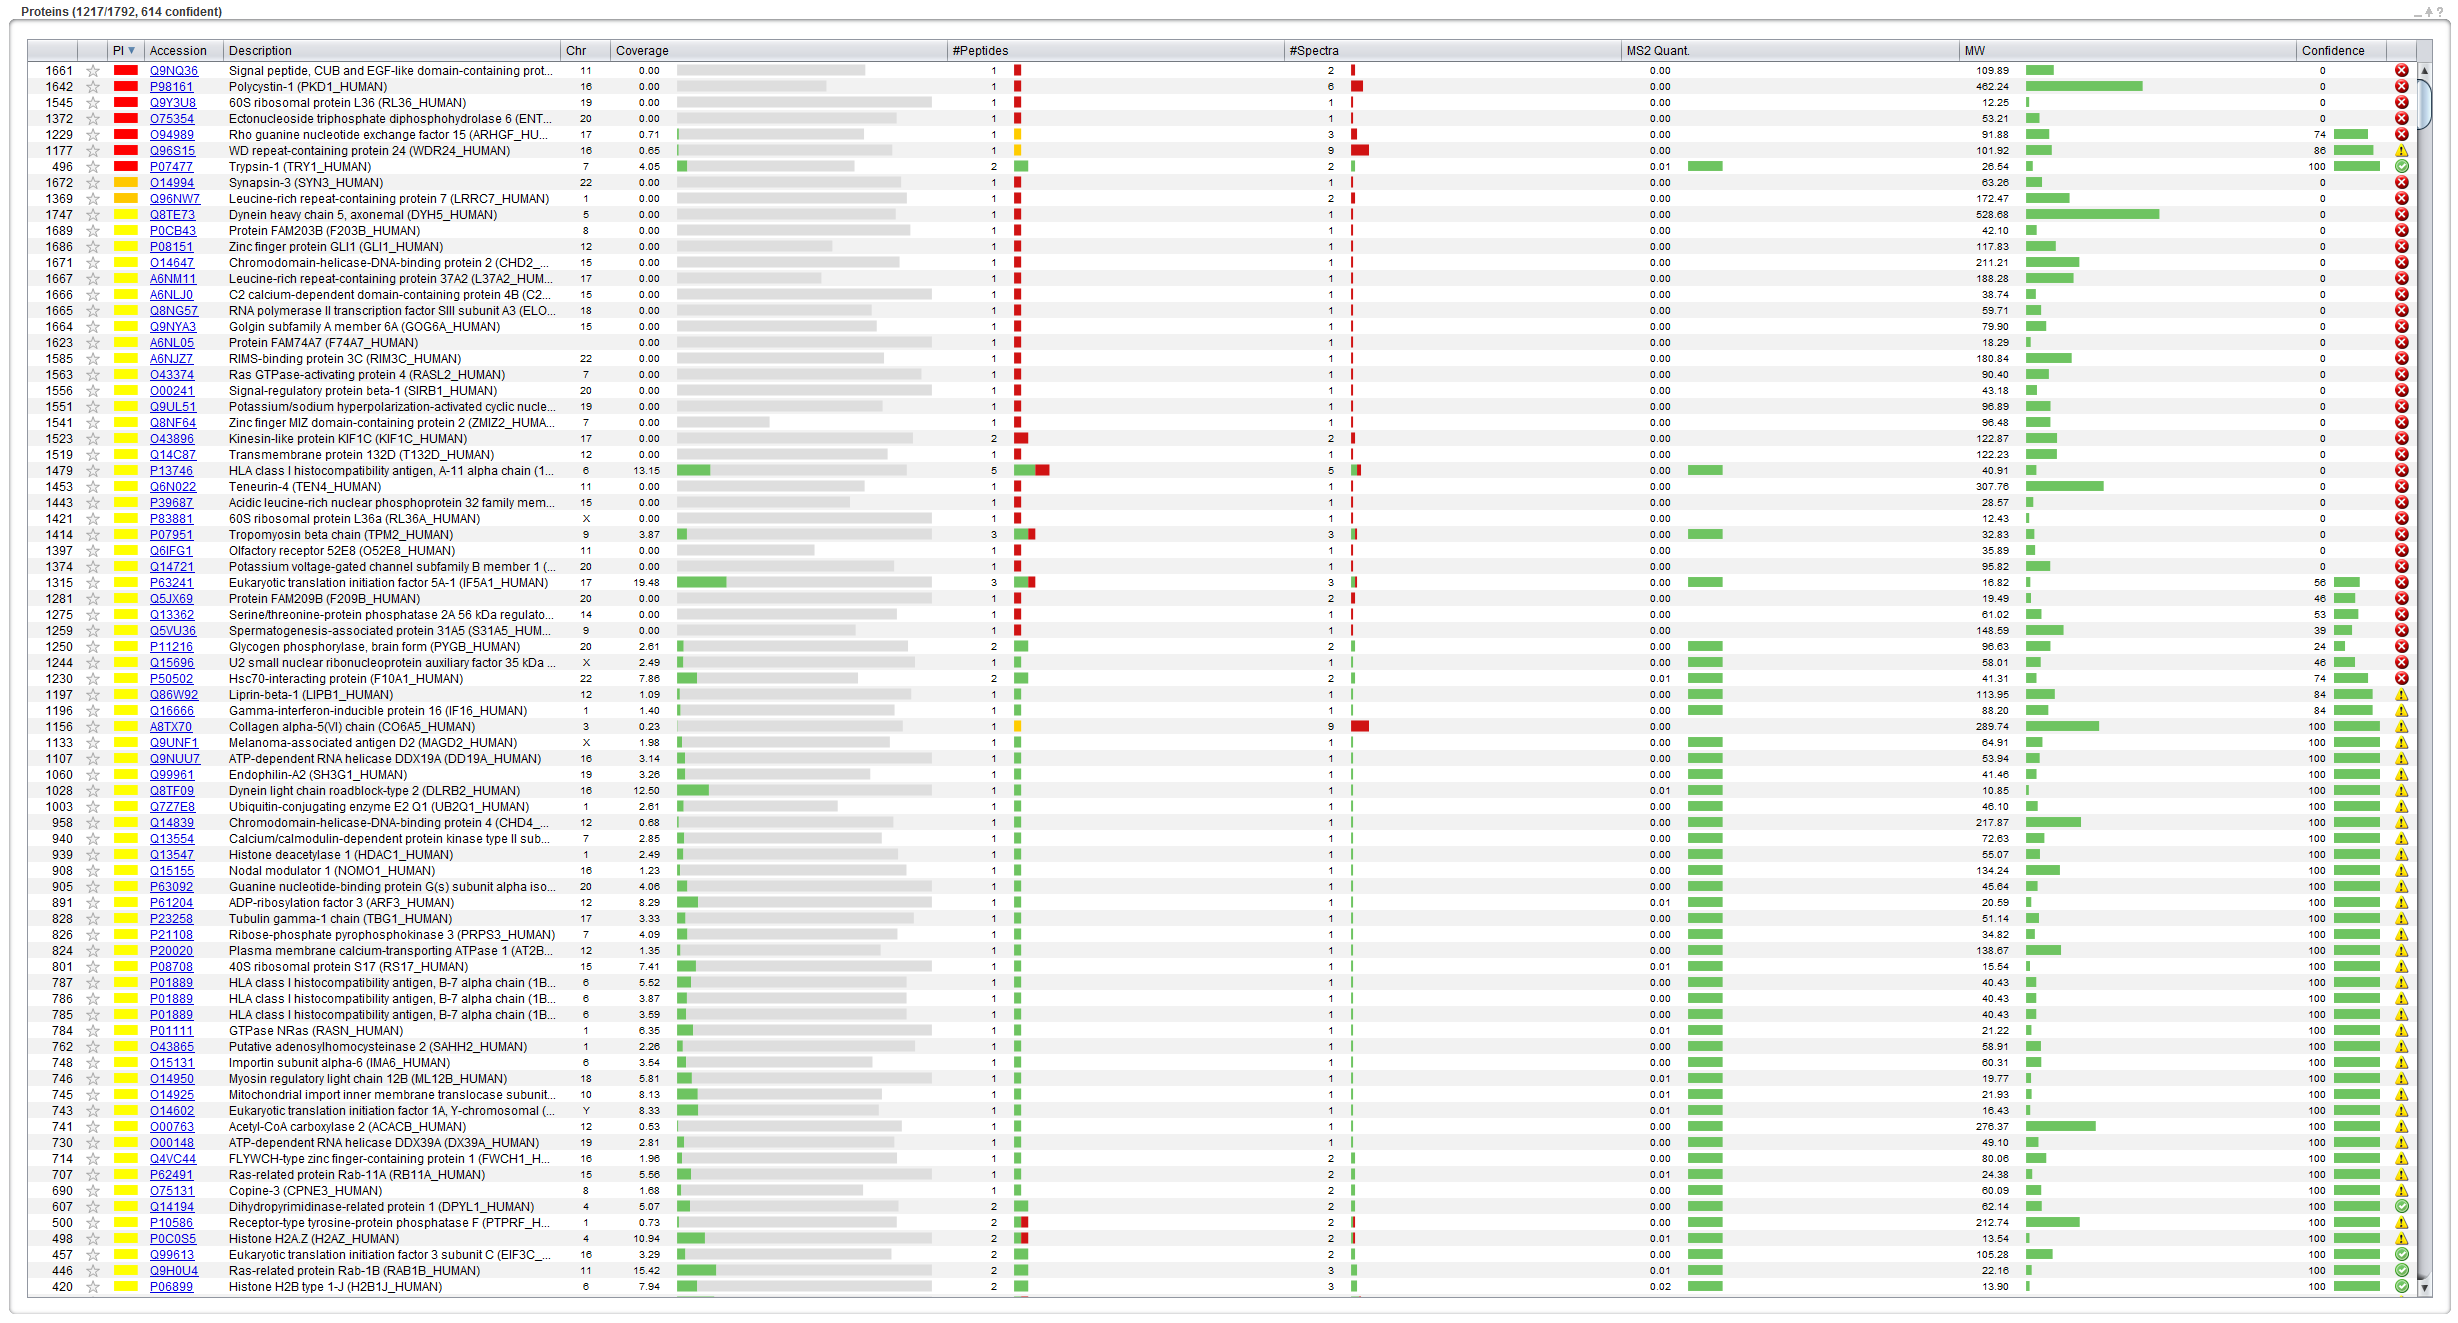 Proteins (1217/1792, 614 confident)
PI Accession Description Chr Coverage #Peptides #Spectra MS2 Quant. MW Confidence
1661 Q9NQ36 Signal peptide, CUB and EGF-like domain-containing prot... 11 0.00 1 2 0.00 109.89 0
1642 P98161 Polycystin-1 (PKD1_HUMAN) 16 0.00 1 6 0.00 462.24 0
1545 Q9Y3U8 60S ribosomal protein L36 (RL36_HUMAN) 19 0.00 1 1 0.00 12.25 0
1372 O75354 Ectonucleoside triphosphate diphosphohydrolase 6 (ENT... 20 0.00 1 1 0.00 53.21 0
1229 O94989 Rho guanine nucleotide exchange factor 15 (ARHGF_HU... 17 0.71 1 3 0.00 91.88 74
1177 Q96S15 WD repeat-containing protein 24 (WDR24_HUMAN) 16 0.65 1 9 0.00 101.92 86
496 P07477 Trypsin-1 (TRY1_HUMAN) 7 4.05 2 2 0.01 26.54 100
1672 O14994 Synapsin-3 (SYN3_HUMAN) 22 0.00 1 1 0.00 63.26 0
1369 Q96NW7 Leucine-rich repeat-containing protein 7 (LRRC7_HUMAN) 1 0.00 1 2 0.00 172.47 0
1747 Q8TE73 Dynein heavy chain 5, axonemal (DYH5_HUMAN) 5 0.00 1 1 0.00 528.68 0
1689 P0CB43 Protein FAM203B (F203B_HUMAN) 8 0.00 1 1 0.00 42.10 0
1686 P08151 Zinc finger protein GLI1 (GLI1_HUMAN) 12 0.00 1 1 0.00 117.83 0
1671 O14647 Chromodomain-helicase-DNA-binding protein 2 (CHD2_... 15 0.00 1 1 0.00 211.21 0
1667 A6NM11 Leucine-rich repeat-containing protein 37A2 (L37A2_HUM... 17 0.00 1 1 0.00 188.28 0
1666 A6NLJ0 C2 calcium-dependent domain-containing protein 4B (C2... 15 0.00 1 1 0.00 38.74 0
1665 Q8NG57 RNA polymerase II transcription factor SIII subunit A3 (ELO... 18 0.00 1 1 0.00 59.71 0
1664 Q9NYA3 Golgin subfamily A member 6A (GOG6A_HUMAN) 15 0.00 1 1 0.00 79.90 0
1623 A6NL05 Protein FAM74A7 (F74A7_HUMAN) 0.00 1 1 0.00 18.29 0
1585 A6NJZ7 RIMS-binding protein 3C (RIM3C_HUMAN) 22 0.00 1 1 0.00 180.84 0
1563 O43374 Ras GTPase-activating protein 4 (RASL2_HUMAN) 7 0.00 1 1 0.00 90.40 0
1556 O00241 Signal-regulatory protein beta-1 (SIRB1_HUMAN) 20 0.00 1 1 0.00 43.18 0
1551 Q9UL51 Potassium/sodium hyperpolarization-activated cyclic nucle... 19 0.00 1 1 0.00 96.89 0
1541 Q8NF64 Zinc finger MIZ domain-containing protein 2 (ZMIZ2_HUMA... 7 0.00 1 1 0.00 96.48 0
1523 O43896 Kinesin-like protein KIF1C (KIF1C_HUMAN) 17 0.00 2 2 0.00 122.87 0
1519 Q14C87 Transmembrane protein 132D (T132D_HUMAN) 12 0.00 1 1 0.00 122.23 0
1479 P13746 HLA class I histocompatibility antigen, A-11 alpha chain (1... 6 13.15 5 5 0.00 40.91 0
1453 Q6N022 Teneurin-4 (TEN4_HUMAN) 11 0.00 1 1 0.00 307.76 0
1443 P39687 Acidic leucine-rich nuclear phosphoprotein 32 family mem... 15 0.00 1 1 0.00 28.57 0
1421 P83881 60S ribosomal protein L36a (RL36A_HUMAN) X 0.00 1 1 0.00 12.43 0
1414 P07951 Tropomyosin beta chain (TPM2_HUMAN) 9 3.87 3 3 0.00 32.83 0
1397 Q6IFG1 Olfactory receptor 52E8 (O52E8_HUMAN) 11 0.00 1 1 0.00 35.89 0
1374 Q14721 Potassium voltage-gated channel subfamily B member 1 (... 20 0.00 1 1 0.00 95.82 0
1315 P63241 Eukaryotic translation initiation factor 5A-1 (IF5A1_HUMAN) 17 19.48 3 3 0.00 16.82 56
1281 Q5JX69 Protein FAM209B (F209B_HUMAN) 20 0.00 1 2 0.00 19.49 46
1275 Q13362 Serine/threonine-protein phosphatase 2A 56 kDa regulato... 14 0.00 1 1 0.00 61.02 53
1259 Q5VU36 Spermatogenesis-associated protein 31A5 (S31A5_HUM... 9 0.00 1 1 0.00 148.59 39
1250 P11216 Glycogen phosphorylase, brain form (PYGB_HUMAN) 20 2.61 2 2 0.00 96.63 24
1244 Q15696 U2 small nuclear ribonucleoprotein auxiliary factor 35 kDa ... X 2.49 1 1 0.00 58.01 46
1230 P50502 Hsc70-interacting protein (F10A1_HUMAN) 22 7.86 2 2 0.01 41.31 74
1197 Q86W92 Liprin-beta-1 (LIPB1_HUMAN) 12 1.09 1 1 0.00 113.95 84
1196 Q16666 Gamma-interferon-inducible protein 16 (IF16_HUMAN) 1 1.40 1 1 0.00 88.20 84
1156 A8TX70 Collagen alpha-5(VI) chain (CO6A5_HUMAN) 3 0.23 1 9 0.00 289.74 100
1133 Q9UNF1 Melanoma-associated antigen D2 (MAGD2_HUMAN) X 1.98 1 1 0.00 64.91 100
1107 Q9NUU7 ATP-dependent RNA helicase DDX19A (DD19A_HUMAN) 16 3.14 1 1 0.00 53.94 100
1060 Q99961 Endophilin-A2 (SH3G1_HUMAN) 19 3.26 1 1 0.00 41.46 100
1028 Q8TF09 Dynein light chain roadblock-type 2 (DLRB2_HUMAN) 16 12.50 1 1 0.01 10.85 100
1003 Q7Z7E8 Ubiquitin-conjugating enzyme E2 Q1 (UB2Q1_HUMAN) 1 2.61 1 1 0.00 46.10 100
958 Q14839 Chromodomain-helicase-DNA-binding protein 4 (CHD4_... 12 0.68 1 1 0.00 217.87 100
940 Q13554 Calcium/calmodulin-dependent protein kinase type II sub... 7 2.85 1 1 0.00 72.63 100
939 Q13547 Histone deacetylase 1 (HDAC1_HUMAN) 1 2.49 1 1 0.00 55.07 100
908 Q15155 Nodal modulator 1 (NOMO1_HUMAN) 16 1.23 1 1 0.00 134.24 100
905 P63092 Guanine nucleotide-binding protein G(s) subunit alpha iso... 20 4.06 1 1 0.00 45.64 100
891 P61204 ADP-ribosylation factor 3 (ARF3_HUMAN) 12 8.29 1 1 0.01 20.59 100
828 P23258 Tubulin gamma-1 chain (TBG1_HUMAN) 17 3.33 1 1 0.00 51.14 100
826 P21108 Ribose-phosphate pyrophosphokinase 3 (PRPS3_HUMAN) 7 4.09 1 1 0.00 34.82 100
824 P20020 Plasma membrane calcium-transporting ATPase 1 (AT2B... 12 1.35 1 1 0.00 138.67 100
801 P08708 40S ribosomal protein S17 (RS17_HUMAN) 15 7.41 1 1 0.01 15.54 100
787 P01889 HLA class I histocompatibility antigen, B-7 alpha chain (1B... 6 5.52 1 1 0.00 40.43 100
786 P01889 HLA class I histocompatibility antigen, B-7 alpha chain (1B... 6 3.87 1 1 0.00 40.43 100
785 P01889 HLA class I histocompatibility antigen, B-7 alpha chain (1B... 6 3.59 1 1 0.00 40.43 100
784 P01111 GTPase NRas (RASN_HUMAN) 1 6.35 1 1 0.01 21.22 100
762 O43865 Putative adenosylhomocysteinase 2 (SAHH2_HUMAN) 1 2.26 1 1 0.00 58.91 100
748 O15131 Importin subunit alpha-6 (IMA6_HUMAN) 6 3.54 1 1 0.00 60.31 100
746 O14950 Myosin regulatory light chain 12B (ML12B_HUMAN) 18 5.81 1 1 0.01 19.77 100
745 O14925 Mitochondrial import inner membrane translocase subunit... 10 8.13 1 1 0.01 21.93 100
743 O14602 Eukaryotic translation initiation factor 1A, Y-chromosomal (... Y 8.33 1 1 0.01 16.43 100
741 O00763 Acetyl-CoA carboxylase 2 (ACACB_HUMAN) 12 0.53 1 1 0.00 276.37 100
730 O00148 ATP-dependent RNA helicase DDX39A (DX39A_HUMAN) 19 2.81 1 1 0.00 49.10 100
714 Q4VC44 FLYWCH-type zinc finger-containing protein 1 (FWCH1_H... 16 1.96 1 2 0.00 80.06 100
707 P62491 Ras-related protein Rab-11A (RB11A_HUMAN) 15 5.56 1 2 0.01 24.38 100
690 O75131 Copine-3 (CPNE3_HUMAN) 8 1.68 1 2 0.00 60.09 100
607 Q14194 Dihydropyrimidinase-related protein 1 (DPYL1_HUMAN) 4 5.07 2 2 0.00 62.14 100
500 P10586 Receptor-type tyrosine-protein phosphatase F (PTPRF_H... 1 0.73 2 2 0.00 212.74 100
498 P0C0S5 Histone H2A.Z (H2AZ_HUMAN) 4 10.94 2 2 0.01 13.54 100
457 Q99613 Eukaryotic translation initiation factor 3 subunit C (EIF3C_... 16 3.29 2 2 0.00 105.28 100
446 Q9H0U4 Ras-related protein Rab-1B (RAB1B_HUMAN) 11 15.42 2 3 0.01 22.16 100
420 P06899 Histone H2B type 1-J (H2B1J_HUMAN) 6 7.94 2 3 0.02 13.90 100